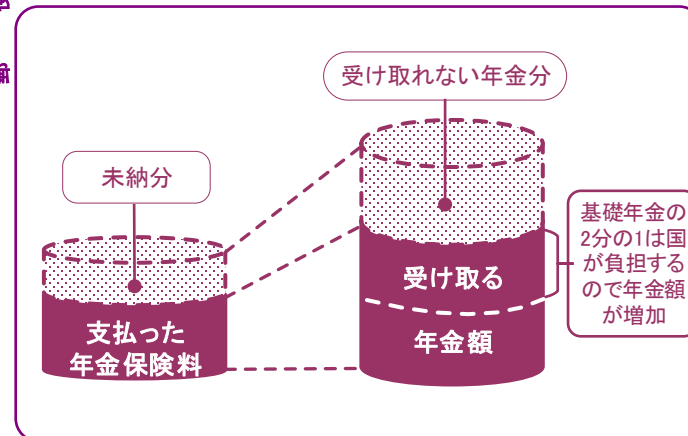 受け取れない年金分
未納分
基礎年金の
2分の1は国
が負担する
ので年金額
が増加
受け取る
年金額
支払った
年金保険料